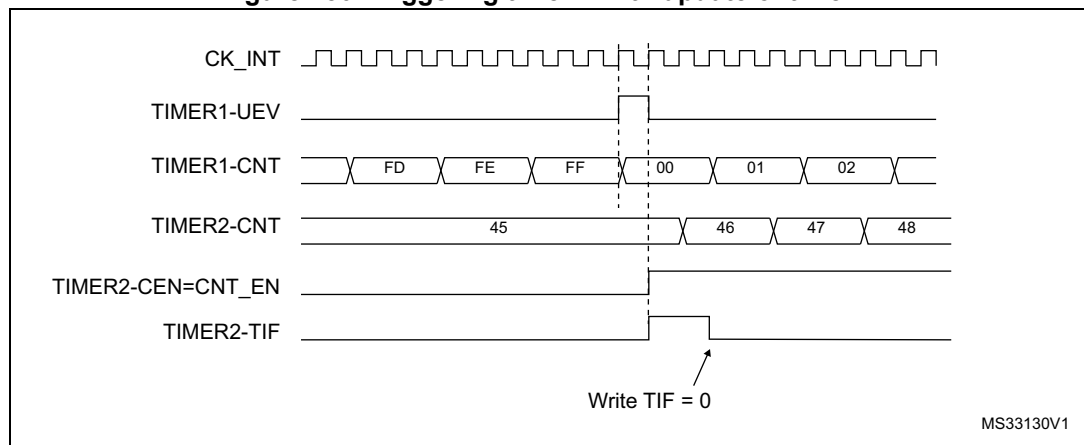 CK_INT
TIMER1-UEV
TIMER1-CNT FD FE FF 00 01 02
TIMER2-CNT 45 46 47 48
TIMER2-CEN=CNT_EN
TIMER2-TIF
Write TIF = 0
MS33130V1